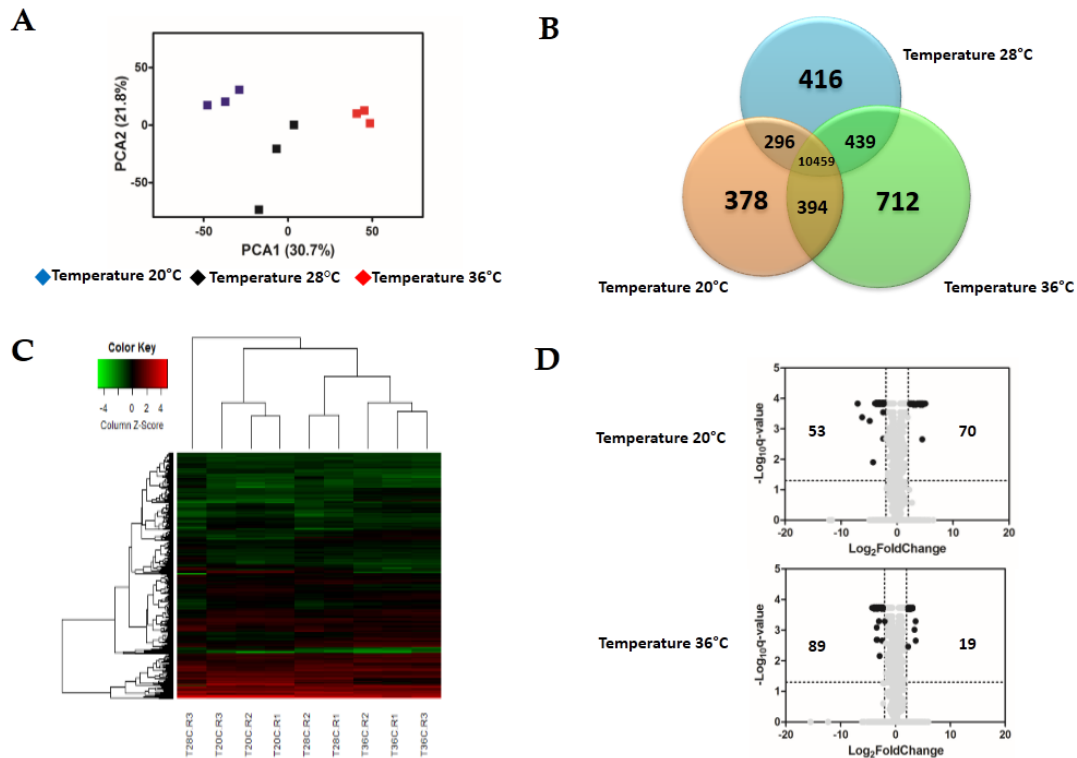 A
50
0
-50
PCA2 (21.8%)
-50
0
50
PCA1 (30.7%)
Temperature 20°C
Temperature 28°C
Temperature 36°C
B
Temperature 28°C
416
296
439
10459
378
394
712
Temperature 20°C
Temperature 36°C
C
Color Key
-4
-2
0
2
4
Column Z-Score
T28C.R3
T20C.R3
T20C.R2
T20C.R1
T28C.R2
T28C.R1
T36C.R2
T36C.R1
T36C.R3
D
Temperature 20°C
-Log10q-value
5
4
3
2
1
0
53
70
-20
-10
0
10
20
Log2FoldChange
Temperature 36°C
-Log10q-value
5
4
3
2
1
0
89
19
-20
-10
0
10
20
Log2FoldChange